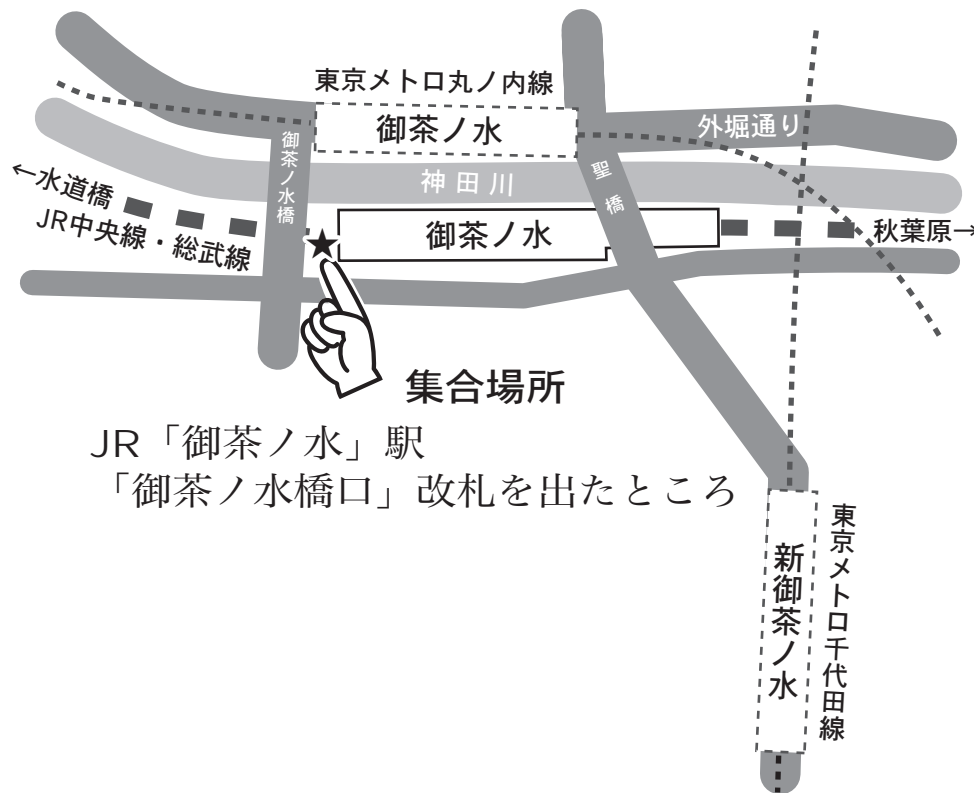 東京メトロ丸ノ内線
御茶ノ水
外堀通り
御茶ノ水橋
神田川
聖橋
←水道橋
JR中央線・総武線
御茶ノ水
秋葉原→
集合場所
JR「御茶ノ水」駅
「御茶ノ水橋口」改札を出たところ
東京メトロ千代田線
新御茶ノ水